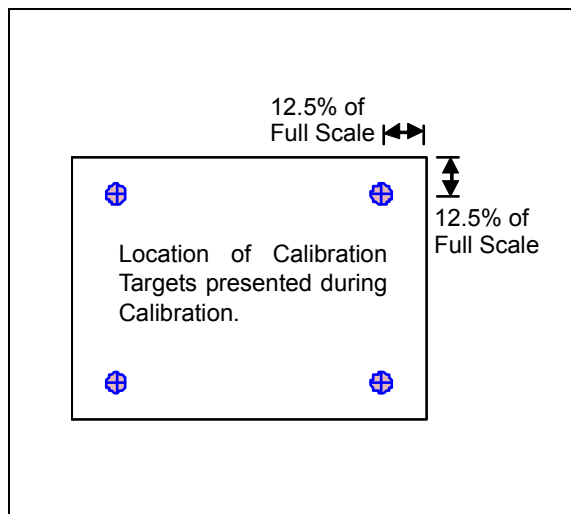 12.5% of
Full Scale
12.5% of
Full Scale
Location of Calibration
Targets presented during
Calibration.